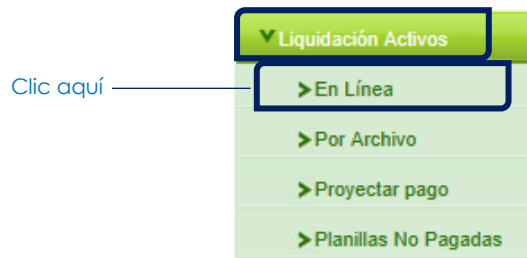 Liquidación Activos
Clic aquí
En Línea
Por Archivo
Proyectar pago
Planillas No Pagadas